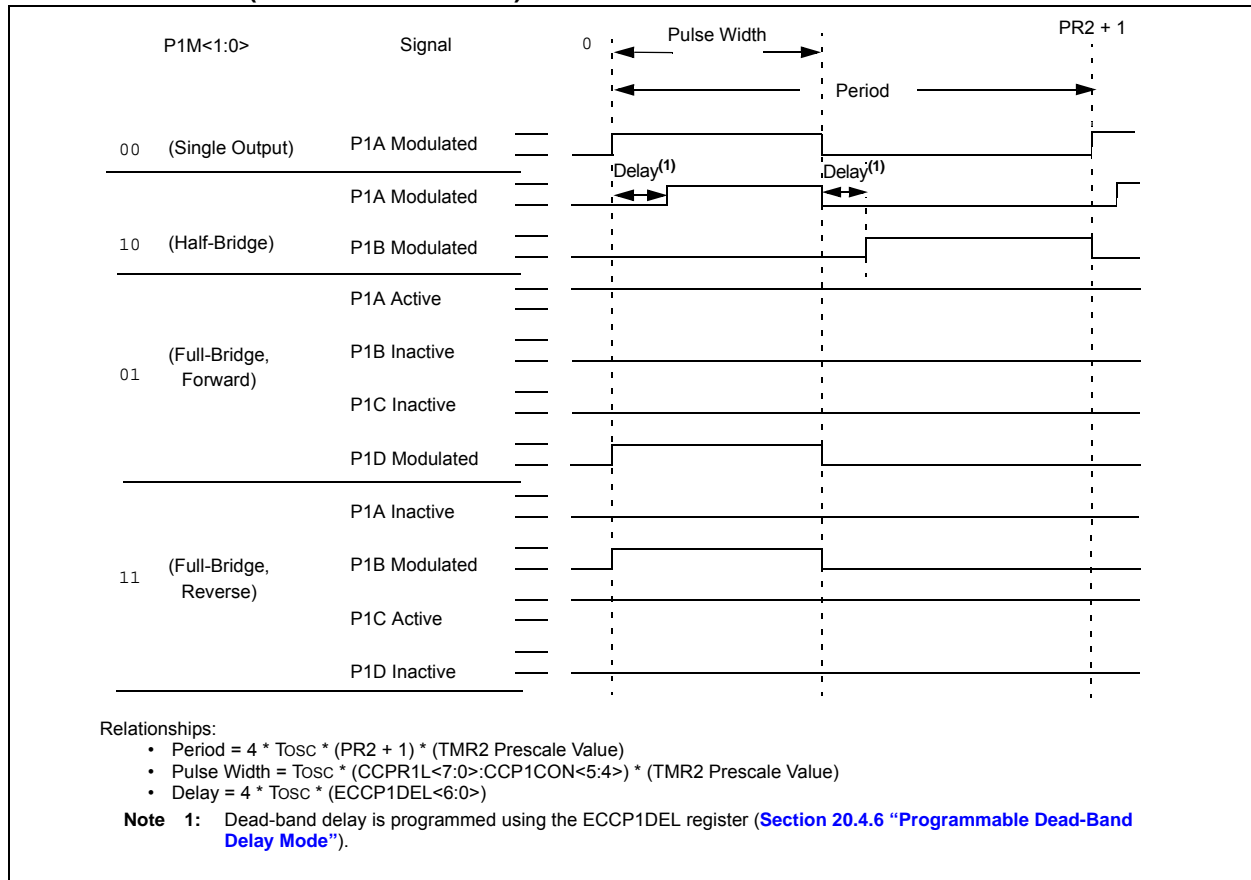 P1M<1:0> Signal 0 Pulse Width PR2 + 1
Period
00 (Single Output) P1A Modulated
Delay(1) Delay(1)
P1A Modulated
10 (Half-Bridge) P1B Modulated
P1A Active
01 (Full-Bridge, Forward) P1B Inactive
P1C Inactive
P1D Modulated
P1A Inactive
11 (Full-Bridge, Reverse) P1B Modulated
P1C Active
P1D Inactive
Relationships:
• Period = 4 * TOSC * (PR2 + 1) * (TMR2 Prescale Value)
• Pulse Width = TOSC * (CCPR1L<7:0>:CCP1CON<5:4>) * (TMR2 Prescale Value)
• Delay = 4 * TOSC * (ECCP1DEL<6:0>)
Note 1: Dead-band delay is programmed using the ECCP1DEL register (Section 20.4.6 “Programmable Dead-Band
Delay Mode”).